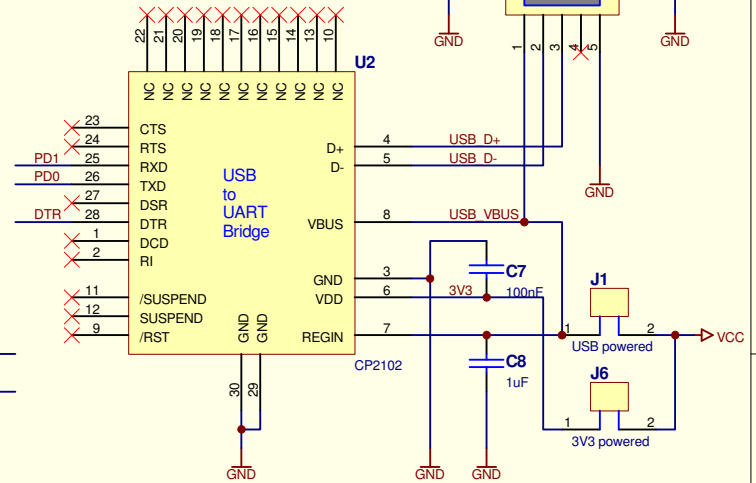 22
21
20
19
18
17
16
15
14
13
10
1
2
3
4
5
GND
GND
U2
NC
NC
NC
NC
NC
NC
NC
NC
NC
NC
NC
23
CTS
24
RTS
D+
4
USB_D+
PD1
25
RXD
D-
5
USB_D-
PD0
26
TXD
USB
to
UART
Bridge
27
DSR
GND
DTR
28
DTR
VBUS
8
USB_VBUS
1
DCD
2
RI
GND
3
C7
100nF
J1
11
/SUSPEND
VDD
6
3V3
12
SUSPEND
9
/RST
GND
GND
REGIN
7
1
2
VCC
USB powered
CP2102
C8
1uF
J6
30
29
1
2
3V3 powered
GND
GND
GND